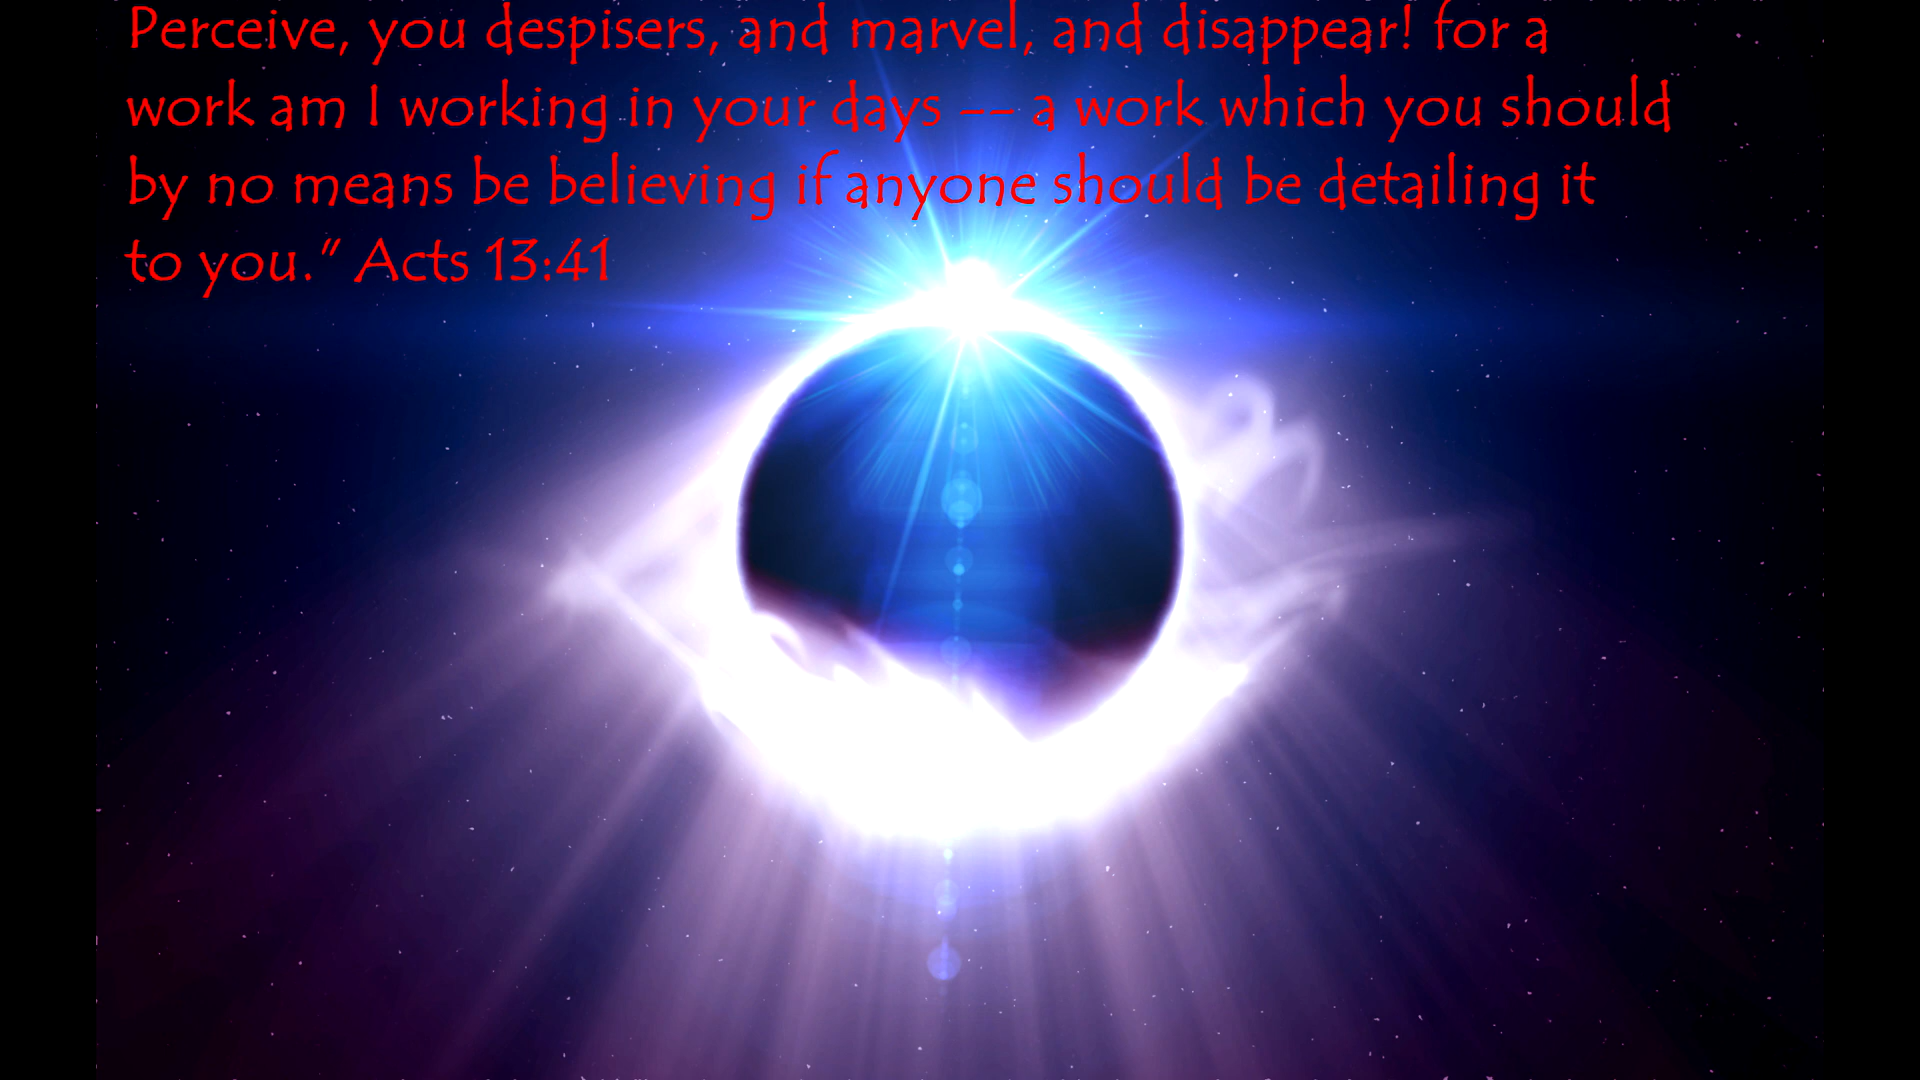 Perceive, you despisers, and marvel, and disappear! for a
work am I working in your days -- a work which you should
by no means be believing if anyone should be detailing it
to you." Acts 13:41